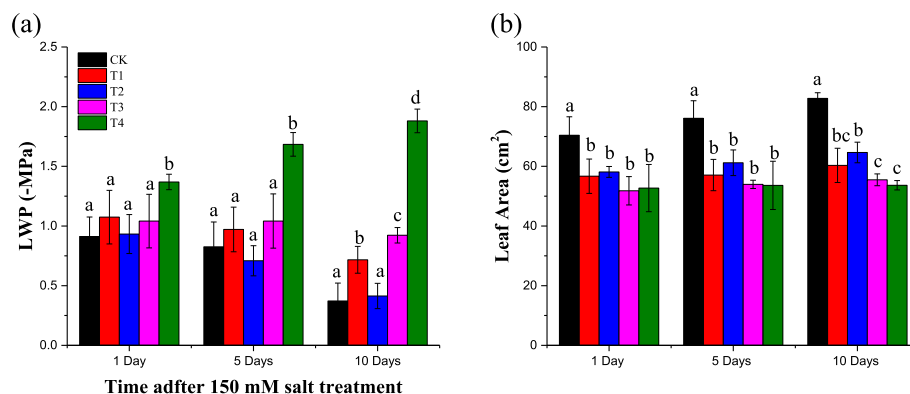 (a)
2.5
2.0
1.5
1.0
0.5
0.0
LWP (-MPa)
CK
T1
T2
T3
T4
a a a a b
a a a a b
a b a c d
1 Day 5 Days 10 Days
Time adfter 150 mM salt treatment
(b)
100
80
60
40
20
0
Leaf Area (cm²)
a b b b b
a b b b b
a bc b c c
1 Day 5 Days 10 Days